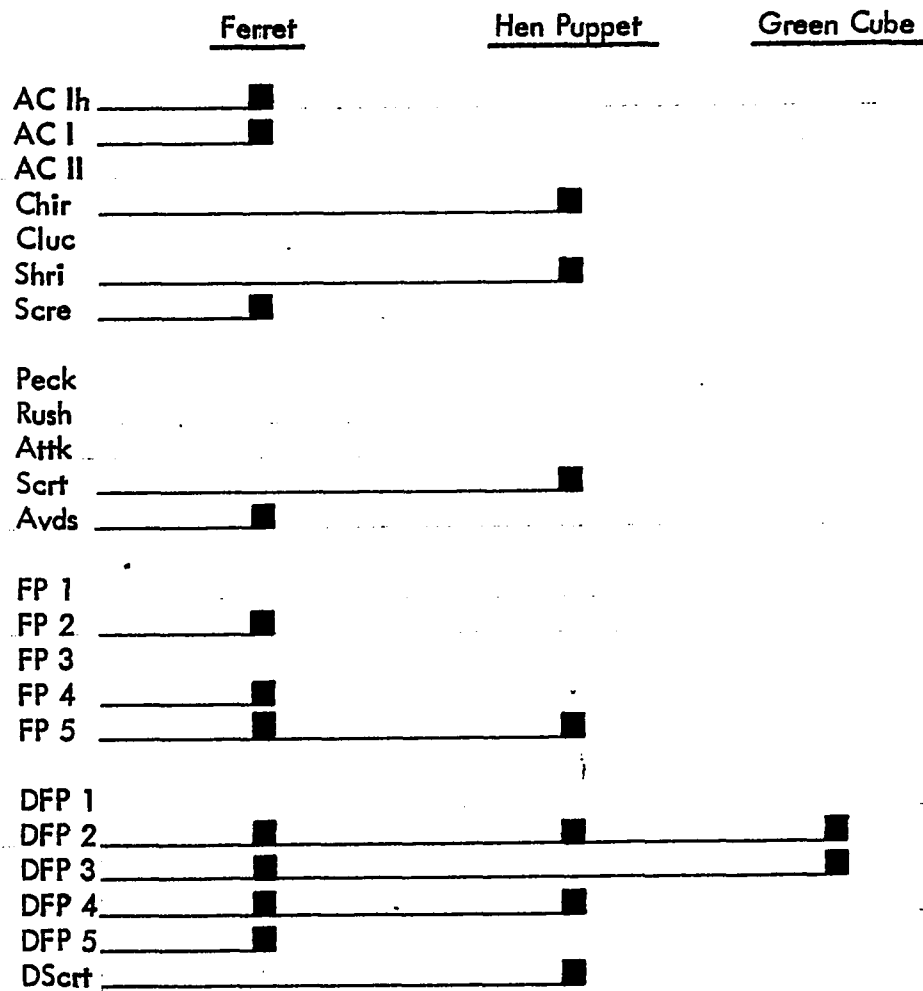 Ferret Hen Puppet Green Cube
AC Ih
AC I
AC II
Chir
Cluc
Shri
Scre
Peck
Rush
Attk
Scrt
Avds
FP 1
FP 2
FP 3
FP 4
FP 5
DFP 1
DFP 2
DFP 3
DFP 4
DFP 5
DScrt